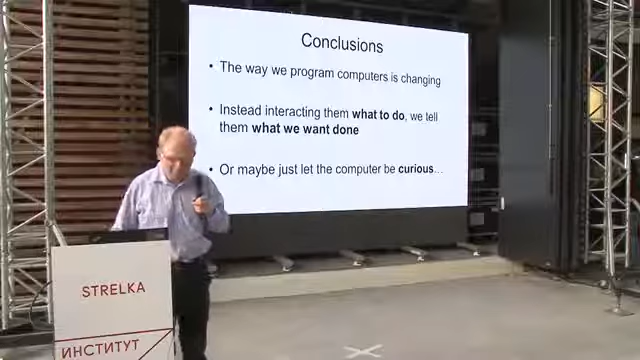 Conclusions
• The way we program computers is changing
• Instead interacting them what to do, we tell
them what we want done
• Or maybe just let the computer be curious…
STRELKA
ИНСТИТУТ